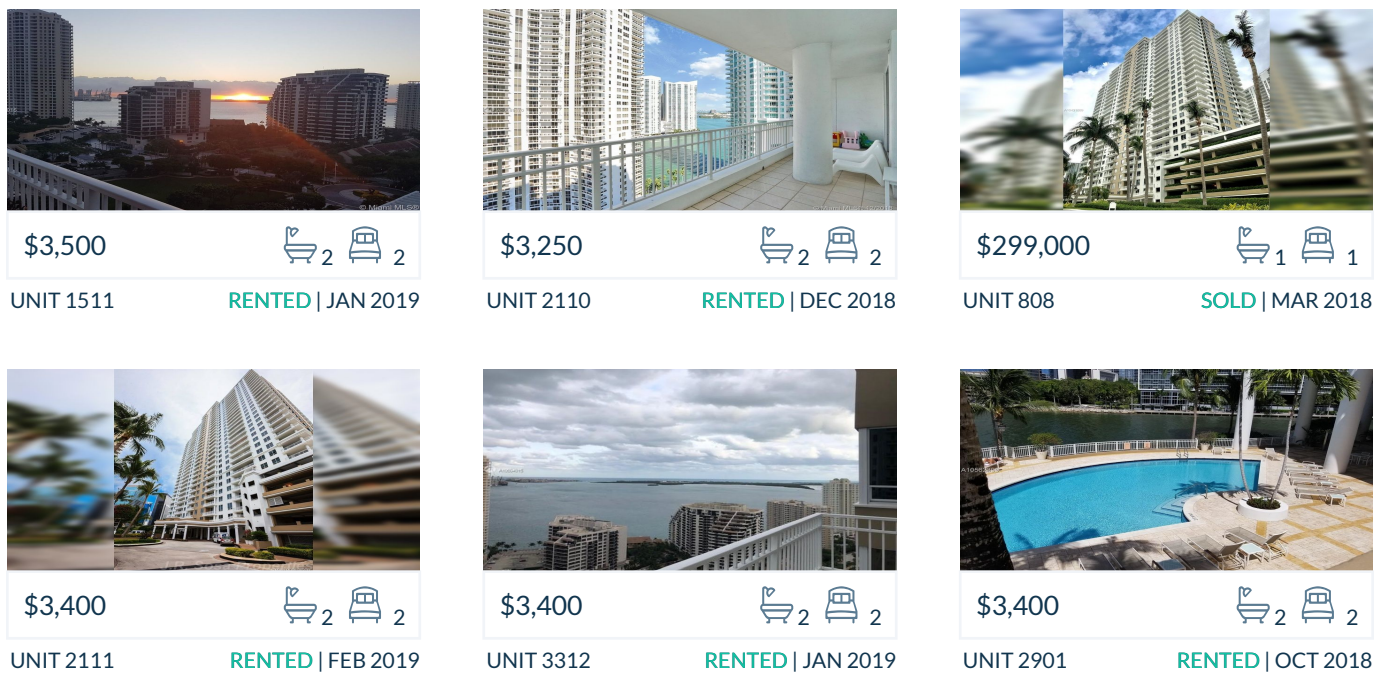 © Miami MLS®
$3,500 2 2
UNIT 1511 RENTED | JAN 2019
$3,250 2 2
UNIT 2110 RENTED | DEC 2018
$299,000 1 1
UNIT 808 SOLD | MAR 2018
$3,400 2 2
UNIT 2111 RENTED | FEB 2019
$3,400 2 2
UNIT 3312 RENTED | JAN 2019
$3,400 2 2
UNIT 2901 RENTED | OCT 2018